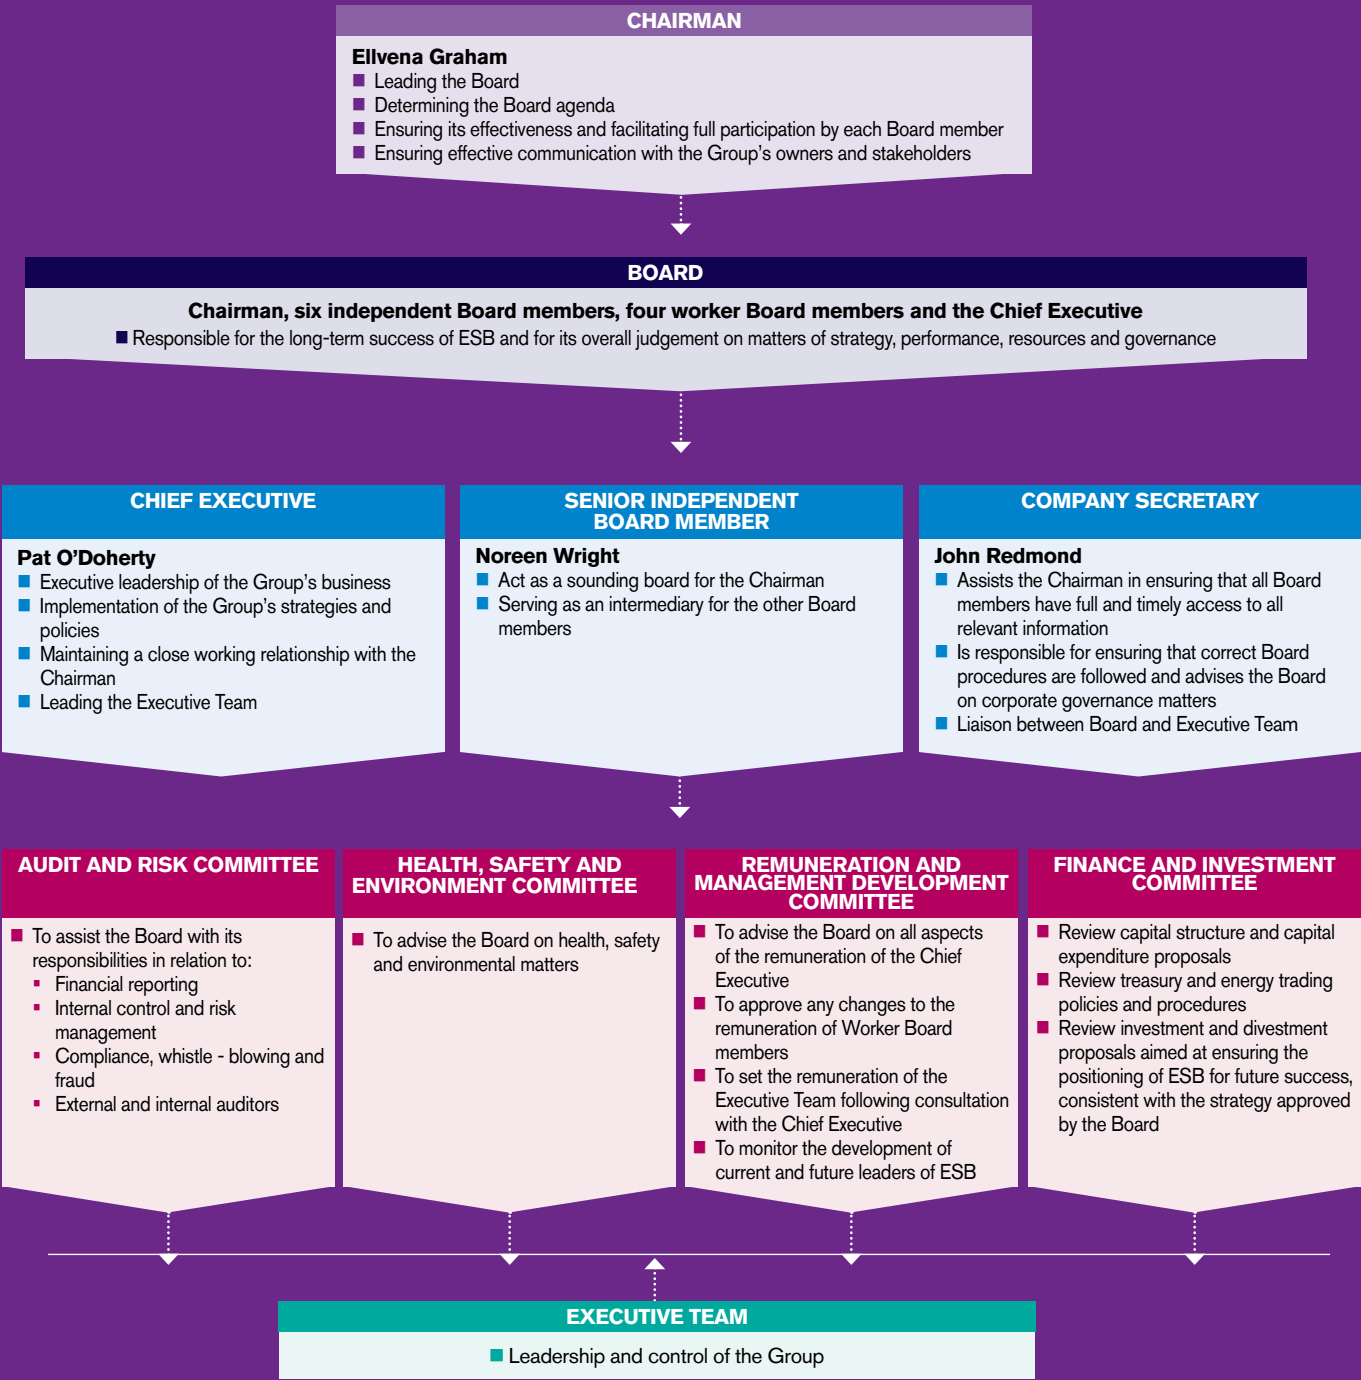 CHAIRMAN
Ellvena Graham
Leading the Board
Determining the Board agenda
Ensuring its effectiveness and facilitating full participation by each Board member
Ensuring effective communication with the Group's owners and stakeholders
BOARD
Chairman, six independent Board members, four worker Board members and the Chief Executive
Responsible for the long-term success of ESB and for its overall judgement on matters of strategy, performance, resources and governance
CHIEF EXECUTIVE
Pat O'Doherty
Executive leadership of the Group's business
Implementation of the Group's strategies and
policies
Maintaining a close working relationship with the
Chairman
Leading the Executive Team
SENIOR INDEPENDENT
BOARD MEMBER
Noreen Wright
Act as a sounding board for the Chairman
Serving as an intermediary for the other Board
members
COMPANY SECRETARY
John Redmond
Assists the Chairman in ensuring that all Board
members have full and timely access to all
relevant information
Is responsible for ensuring that correct Board
procedures are followed and advises the Board
on corporate governance matters
Liaison between Board and Executive Team
AUDIT AND RISK COMMITTEE
To assist the Board with its
responsibilities in relation to:
Financial reporting
Internal control and risk
management
Compliance, whistle - blowing and
fraud
External and internal auditors
HEALTH, SAFETY AND
ENVIRONMENT COMMITTEE
To advise the Board on health, safety
and environmental matters
REMUNERATION AND
MANAGEMENT DEVELOPMENT
COMMITTEE
To advise the Board on all aspects
of the remuneration of the Chief
Executive
To approve any changes to the
remuneration of Worker Board
members
To set the remuneration of the
Executive Team following consultation
with the Chief Executive
To monitor the development of
current and future leaders of ESB
FINANCE AND INVESTMENT
COMMITTEE
Review capital structure and capital
expenditure proposals
Review treasury and energy trading
policies and procedures
Review investment and divestment
proposals aimed at ensuring the
positioning of ESB for future success,
consistent with the strategy approved
by the Board
EXECUTIVE TEAM
Leadership and control of the Group